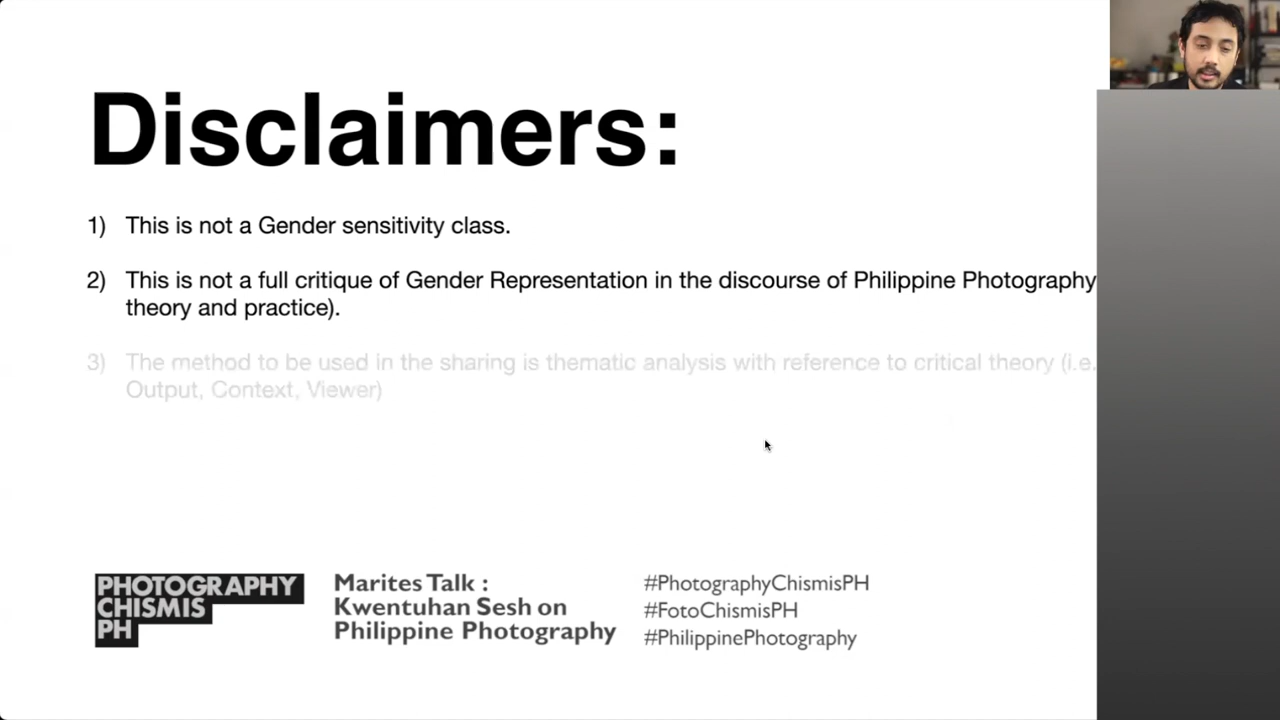 Disclaimers:
1) This is not a Gender sensitivity class.
2) This is not a full critique of Gender Representation in the discourse of Philippine Photography
theory and practice).
3) The method to be used in the sharing is thematic analysis with reference to critical theory (i.e.
Output, Context, Viewer)
PHOTOGRAPHY
CHISMIS
PH
Marites Talk :
Kwentuhan Sesh on
Philippine Photography
#PhotographyChismisPH
#FotoChismisPH
#PhilippinePhotography